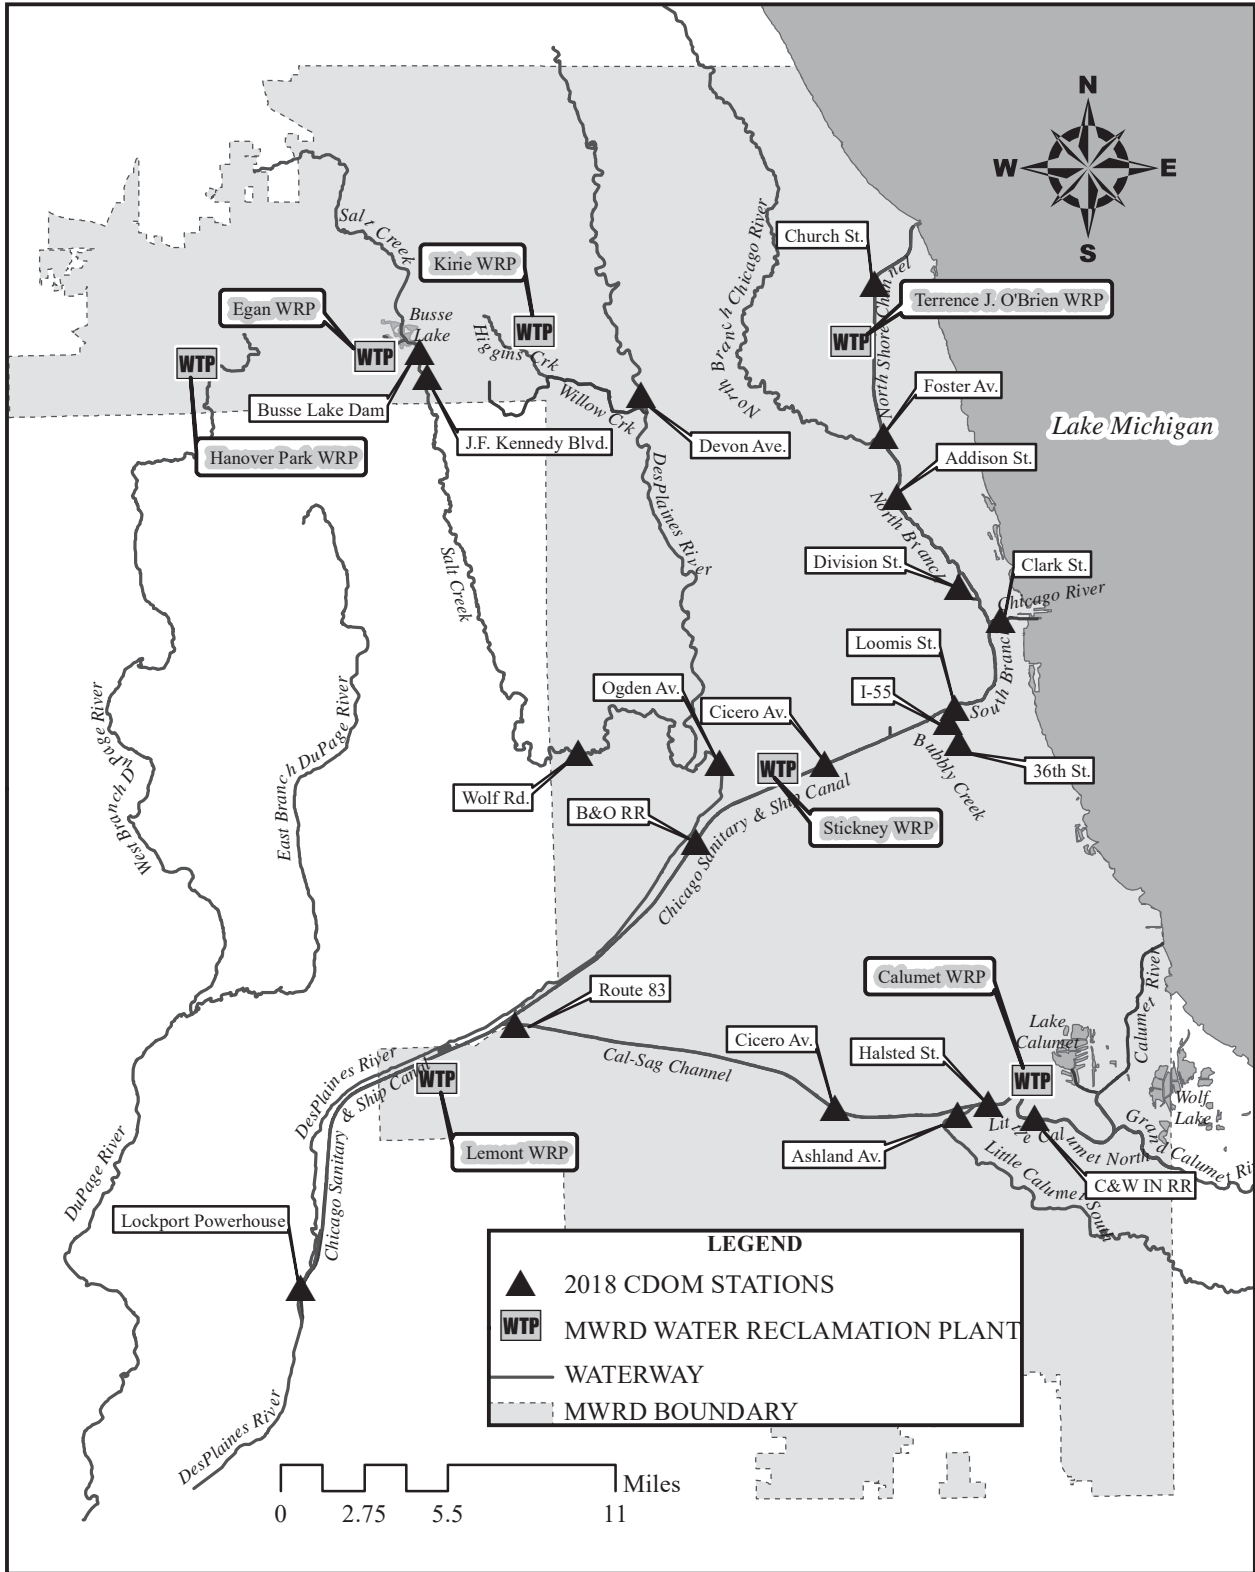 N
W
E
S
Salt Creek
Church St.
North Branch Chicago River
Kirie WRP
North Shore Channel
Terrence J. O'Brien WRP
Egan WRP
Busse
Lake
WTP
WTP
WTP
WTP
Higgins Crk
Willow Crk
Foster Av.
Busse Lake Dam
J.F. Kennedy Blvd.
Devon Ave.
Lake Michigan
Hanover Park WRP
Addison St.
DesPlaines River
North Branch
Salt Creek
Division St.
Clark St.
Chicago River
Loomis St.
South Branch
I-55
Ogden Av.
Cicero Av.
West Branch DuPage River
East Branch DuPage River
Bubbly Creek
36th St.
WTP
Wolf Rd.
B&O RR
Chicago Sanitary & Ship Canal
Stickney WRP
Calumet WRP
Route 83
Lake
Calumet
Calumet River
Cicero Av.
Halsted St.
Cal-Sag Channel
DesPlaines River
Chicago Sanitary & Ship Canal
WTP
WTP
Wolf
Lake
Little Calumet North
Grand Calumet Ri
Lemont WRP
Ashland Av.
Little Calumet South
C&W IN RR
DuPage River
Lockport Powerhouse
LEGEND
2018 CDOM STATIONS
WTP MWRD WATER RECLAMATION PLANT
WATERWAY
MWRD BOUNDARY
DesPlaines River
Miles
0 2.75 5.5 11